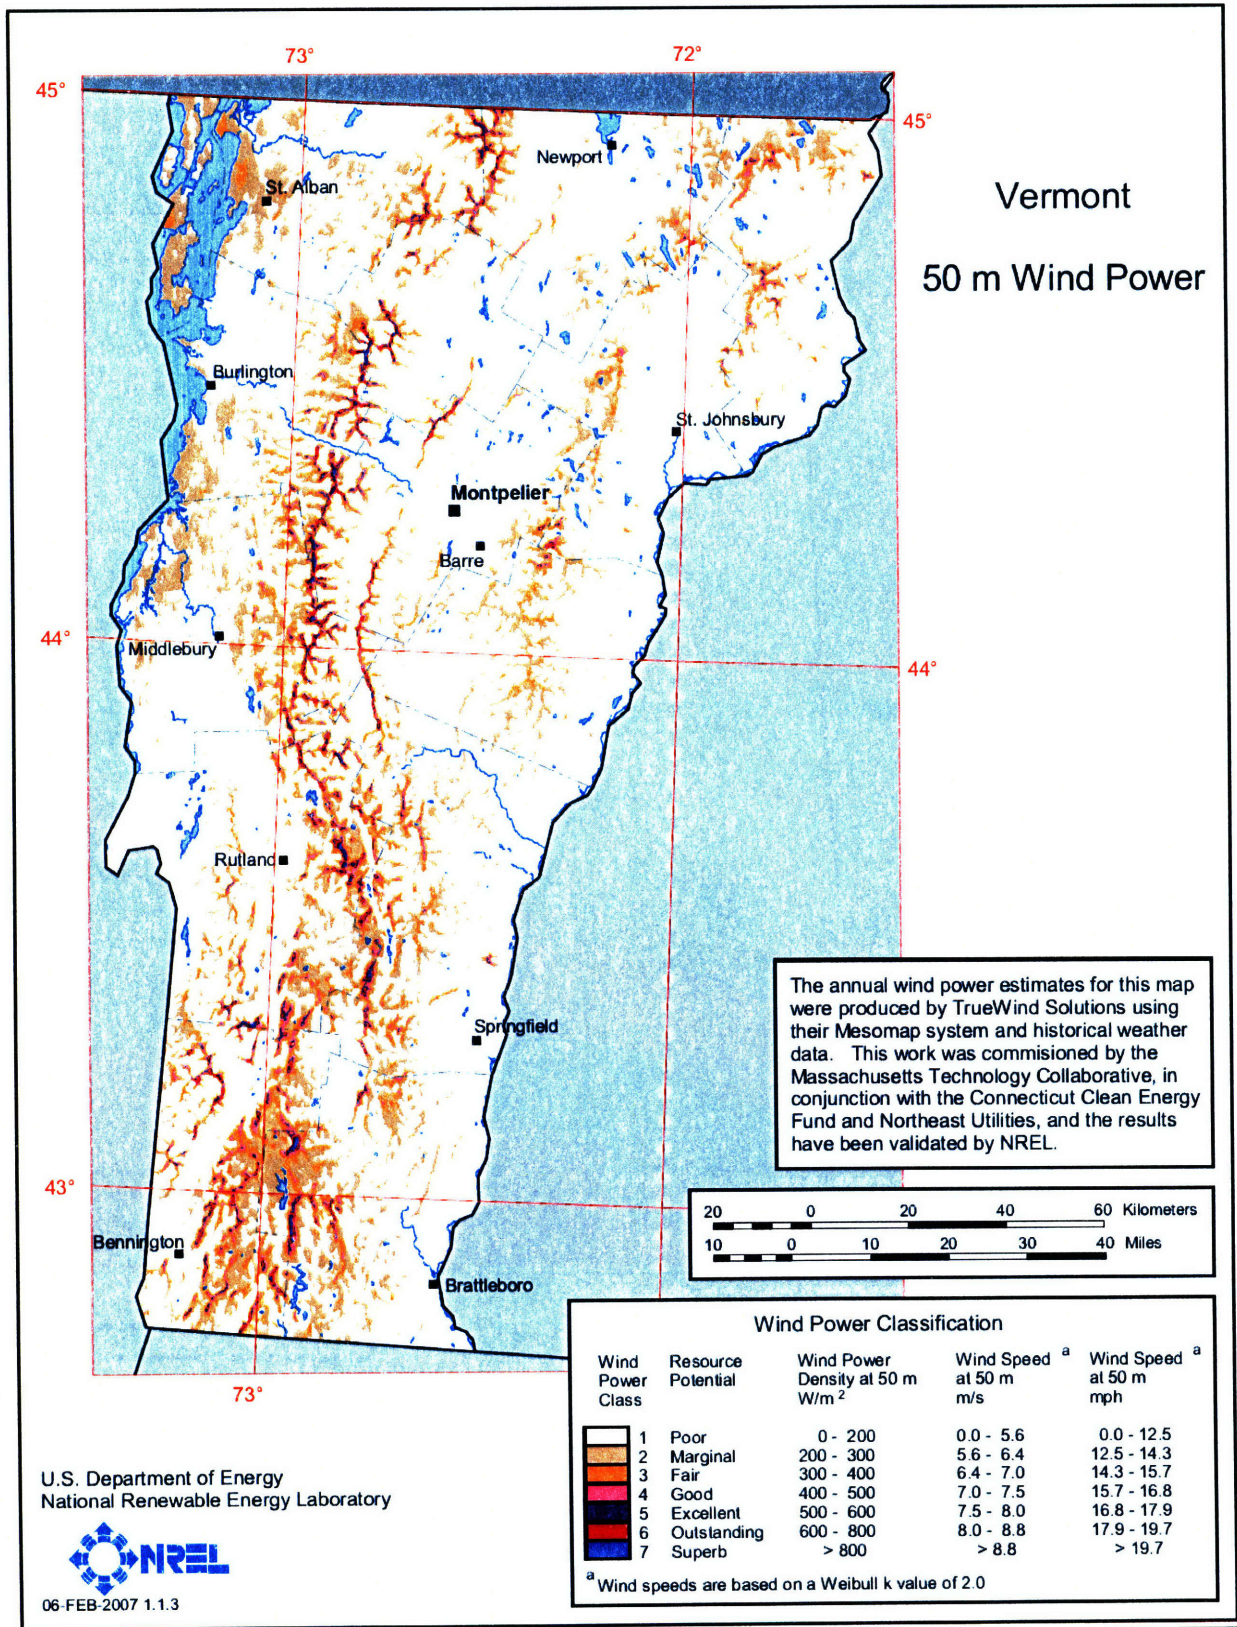 73°
72°
45°
45°
Newport
St. Alban
Vermont
50 m Wind Power
Burlington
St. Johnsbury
Montpelier
Barre
44°
Middlebury
44°
Rutland
The annual wind power estimates for this map
were produced by TrueWind Solutions using
their Mesomap system and historical weather
data. This work was commisioned by the
Massachusetts Technology Collaborative, in
conjunction with the Connecticut Clean Energy
Fund and Northeast Utilities, and the results
have been validated by NREL.
Springfield
43°
20 0 20 40 60 Kilometers
10 0 10 20 30 40 Miles
Bennington
Brattleboro
73°
Wind Power Classification
Wind Resource Wind Power Wind Speed a Wind Speed a
Power Potential Density at 50 m at 50 m at 50 m
Class W/m 2 m/s mph
1 Poor 0 - 200 0.0 - 5.6 0.0 - 12.5
2 Marginal 200 - 300 5.6 - 6.4 12.5 - 14.3
3 Fair 300 - 400 6.4 - 7.0 14.3 - 15.7
4 Good 400 - 500 7.0 - 7.5 15.7 - 16.8
5 Excellent 500 - 600 7.5 - 8.0 16.8 - 17.9
6 Outstanding 600 - 800 8.0 - 8.8 17.9 - 19.7
7 Superb > 800 > 8.8 > 19.7
a Wind speeds are based on a Weibull k value of 2.0
U.S. Department of Energy
National Renewable Energy Laboratory
NREL
06-FEB-2007 1.1.3